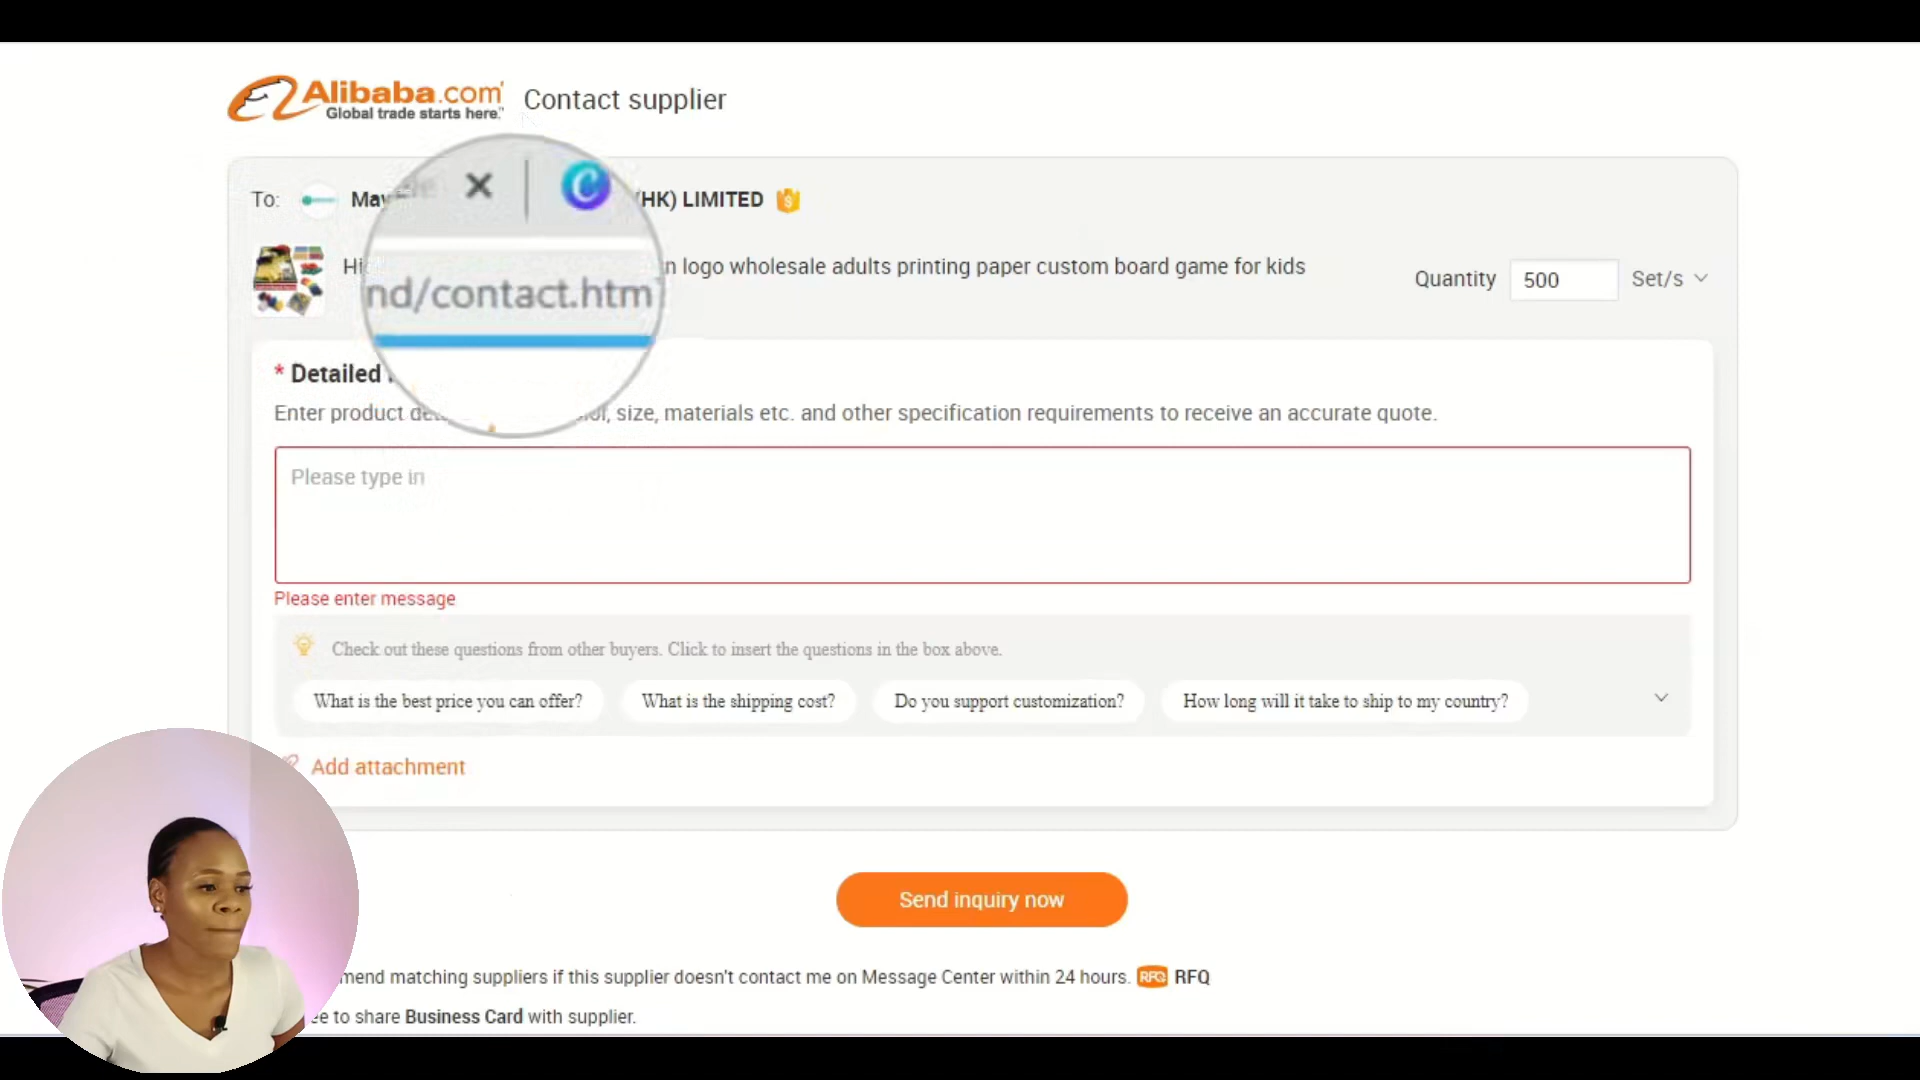 Alibaba.com
Global trade starts here.™
Contact supplier
To:
HK) LIMITED
logo wholesale adults printing paper custom board game for kids
Quantity 500 Set/s
nd/contact.htm
* Detailed
Enter product size, materials etc. and other specification requirements to receive an accurate quote.
Please type in
Please enter message
Check out these questions from other buyers. Click to insert the questions in the box above.
What is the best price you can offer? What is the shipping cost? Do you support customization? How long will it take to ship to my country?
Add attachment
Send inquiry now
mend matching suppliers if this supplier doesn't contact me on Message Center within 24 hours. RFQ RFQ
ee to share Business Card with supplier.